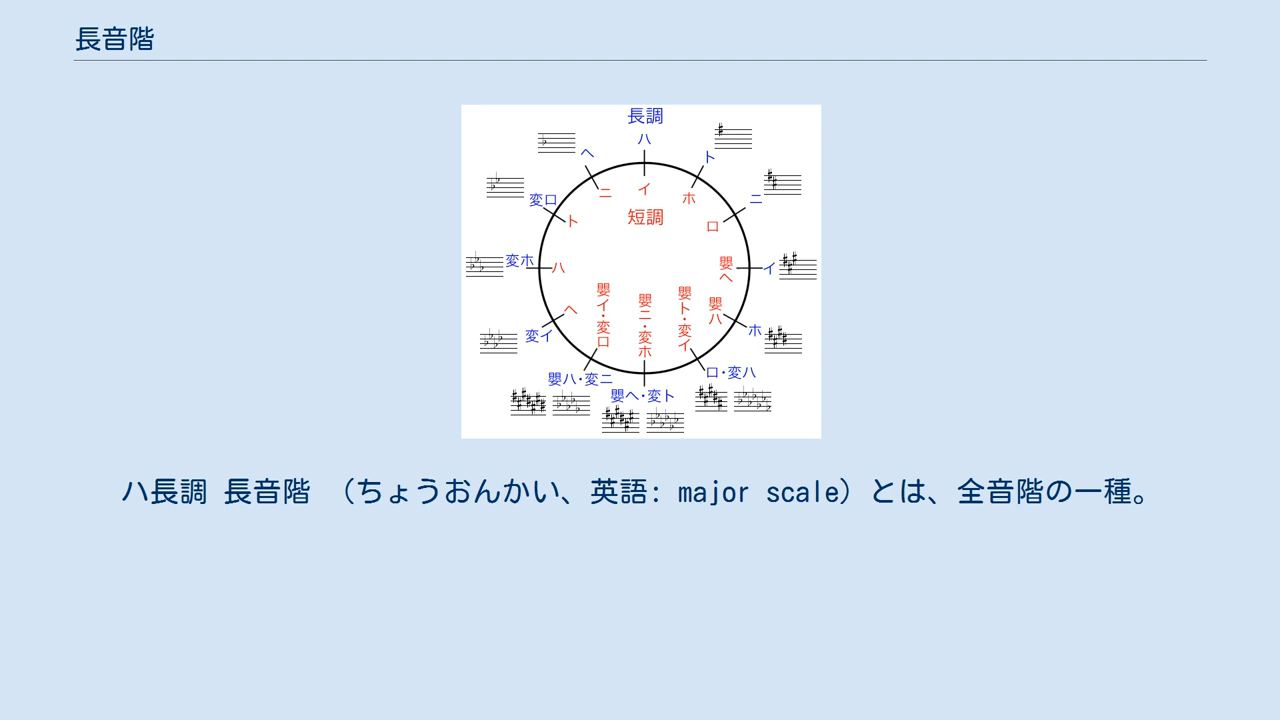 長音階
長調
ハ
ト
ニ
イ
ホ
ロ・変ハ
嬰ヘ・変ト
嬰ハ・変ニ
変イ
変ホ
変ロ
ヘ
イ
ホ
ロ
嬰ヘ
嬰ハ
嬰ト・変イ
嬰ニ・変ホ
嬰イ・変ロ
ヘ
ハ
ト
ニ
短調
ハ長調 長音階 （ちょうおんかい、英語: major scale）とは、全音階の一種。